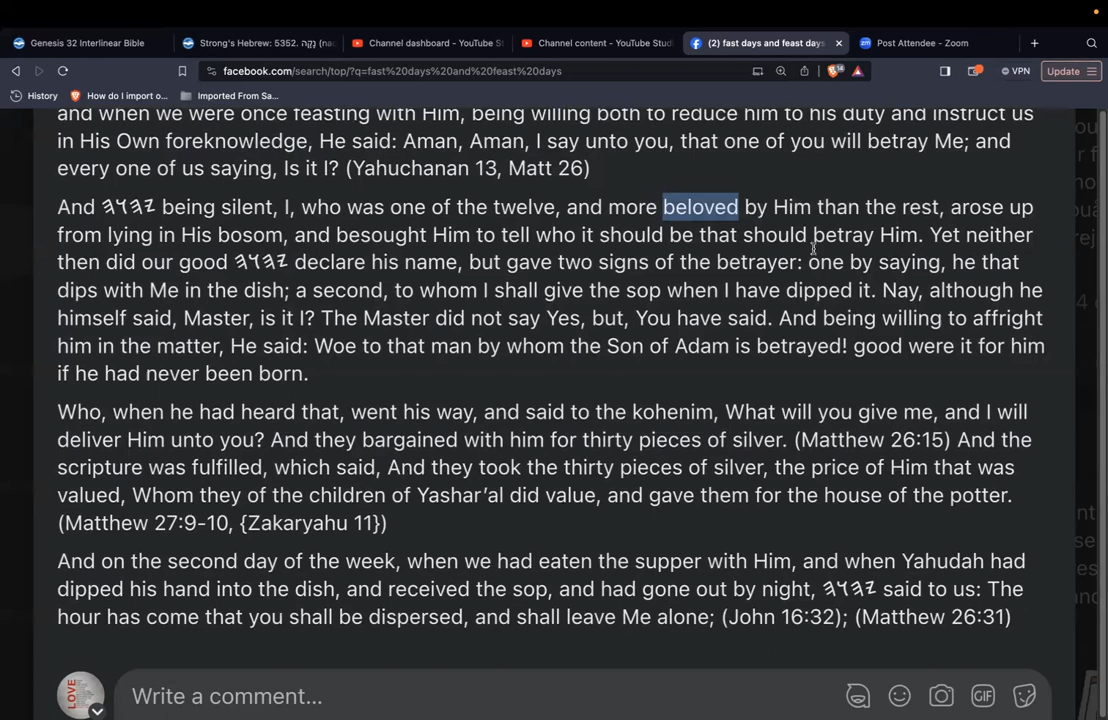 Genesis 32 Interlinear Bible
Strong's Hebrew: 5352. נָקָה (nac
Channel dashboard - YouTube St
Channel content - YouTube Studi
(2) fast days and feast days
Post Attendee - Zoom
facebook.com/search/top/?q=fast%20days%20and%20feast%20days
VPN
Update
History
How do I import o...
Imported From Sa...
and when we were once feasting with Him, being willing both to reduce him to his duty and instruct us
in His Own foreknowledge, He said: Aman, Aman, I say unto you, that one of you will betray Me; and
every one of us saying, Is it I? (Yahuchanan 13, Matt 26)
And 𐤉𐤄𐤅𐤄 being silent, I, who was one of the twelve, and more beloved by Him than the rest, arose up
from lying in His bosom, and besought Him to tell who it should be that should betray Him. Yet neither
then did our good 𐤉𐤄𐤅𐤄 declare his name, but gave two signs of the betrayer: one by saying, he that
dips with Me in the dish; a second, to whom I shall give the sop when I have dipped it. Nay, although he
himself said, Master, is it I? The Master did not say Yes, but, You have said. And being willing to affright
him in the matter, He said: Woe to that man by whom the Son of Adam is betrayed! good were it for him
if he had never been born.
Who, when he had heard that, went his way, and said to the kohenim, What will you give me, and I will
deliver Him unto you? And they bargained with him for thirty pieces of silver. (Matthew 26:15) And the
scripture was fulfilled, which said, And they took the thirty pieces of silver, the price of Him that was
valued, Whom they of the children of Yashar’al did value, and gave them for the house of the potter.
(Matthew 27:9-10, {Zakaryahu 11})
And on the second day of the week, when we had eaten the supper with Him, and when Yahudah had
dipped his hand into the dish, and received the sop, and had gone out by night, 𐤉𐤄𐤅𐤄 said to us: The
hour has come that you shall be dispersed, and shall leave Me alone; (John 16:32); (Matthew 26:31)
LOVE
Write a comment...
GIF